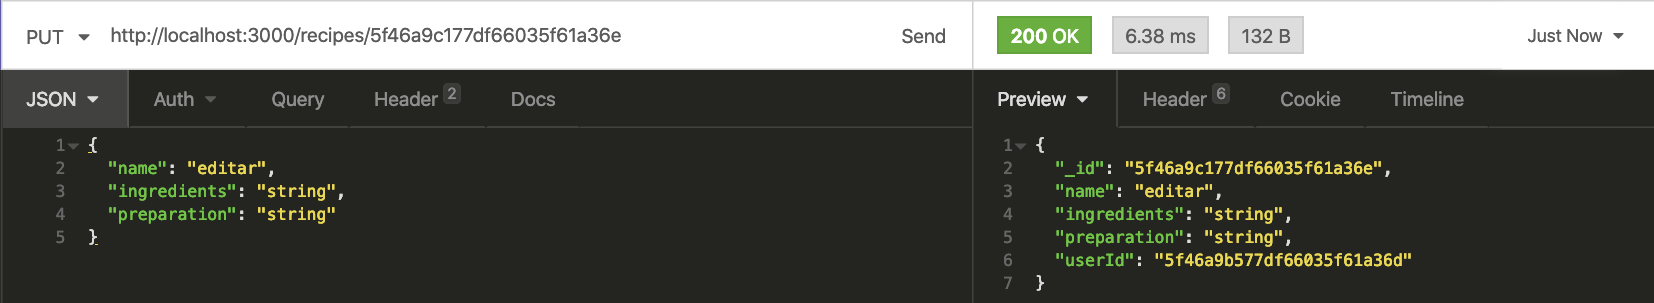 PUT http://localhost:3000/recipes/5f46a9c177df66035f61a36e Send
200 OK 6.38 ms 132 B Just Now
JSON Auth Query Header 2 Docs
Preview Header 6 Cookie Timeline
1 {
2 "name": "editar",
3 "ingredients": "string",
4 "preparation": "string"
5 }
1 {
2 "_id": "5f46a9c177df66035f61a36e",
3 "name": "editar",
4 "ingredients": "string",
5 "preparation": "string",
6 "userId": "5f46a9b577df66035f61a36d"
7 }